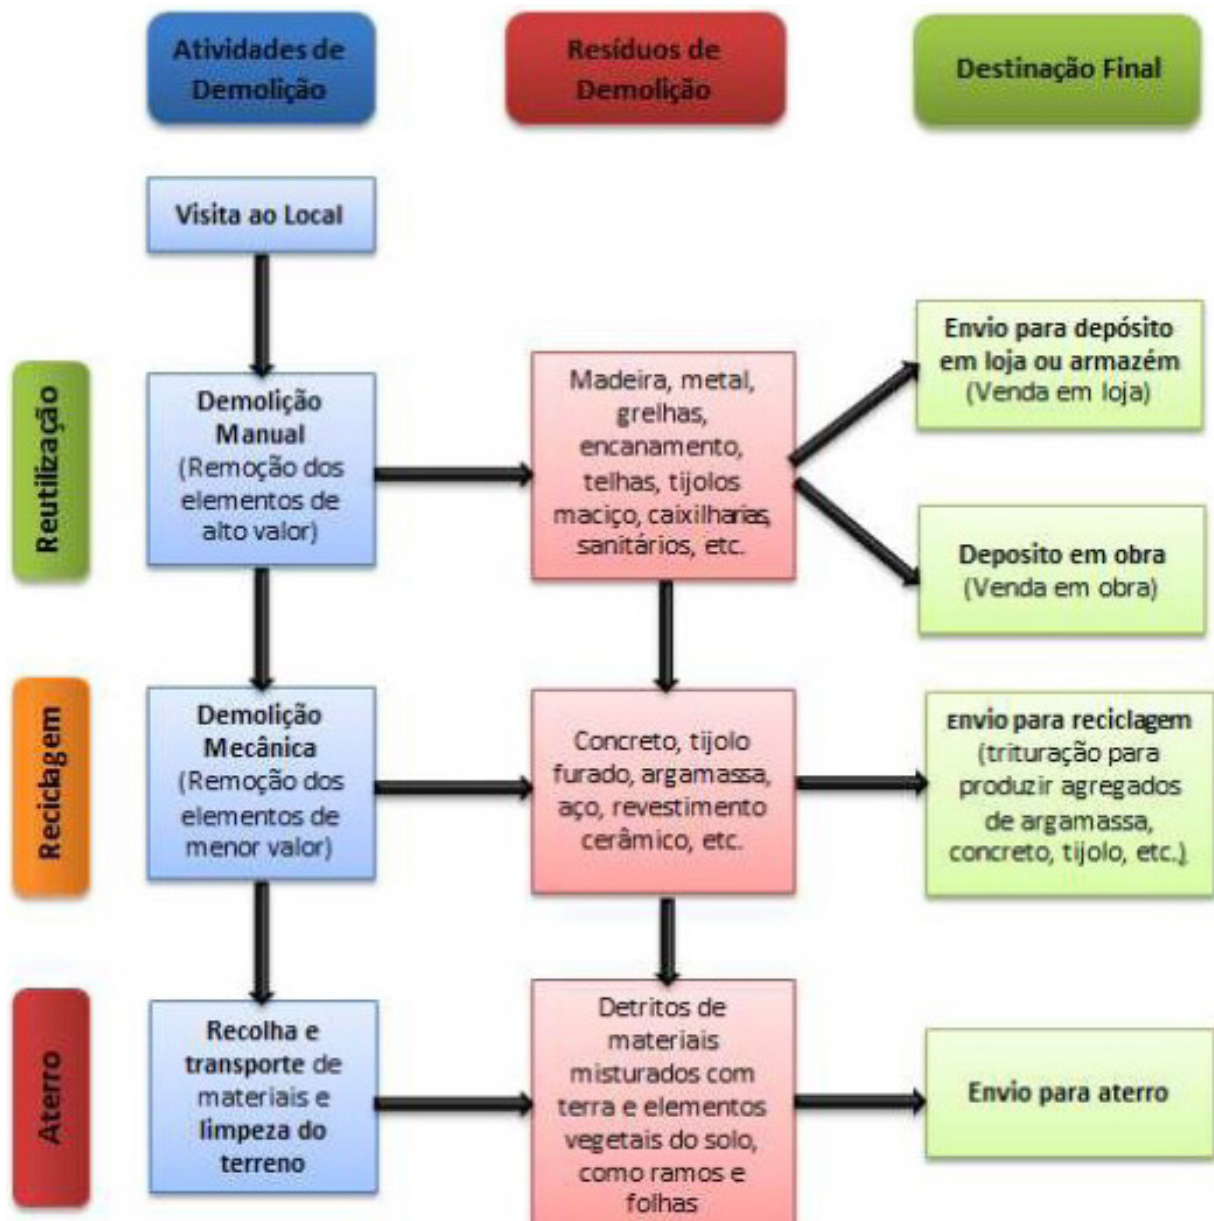 Atividades de
Demolição
Resíduos de
Demolição
Destinação Final
Visita ao Local
Reutilização
Demolição
Manual
(Remoção dos
elementos de
alto valor)
Madeira, metal,
grelhas,
encanamento,
telhas, tijolos
maciço, caixilharias,
sanitários, etc.
Envio para depósito
em loja ou armazém
(Venda em loja)
Deposito em obra
(Venda em obra)
Reciclagem
Demolição
Mecânica
(Remoção dos
elementos de
menor valor)
Concreto, tijolo
furado, argamassa,
aço, revestimento
cerâmico, etc.
Envio para reciclagem
(trituração para
produzir agregados
de argamassa,
concreto, tijolo, etc.)
Aterro
Recolha e
transporte de
materiais e
limpeza do
terreno
Detritos de
materiais
misturados com
terra e elementos
vegetais do solo,
como ramos e
folhas
Envio para aterro